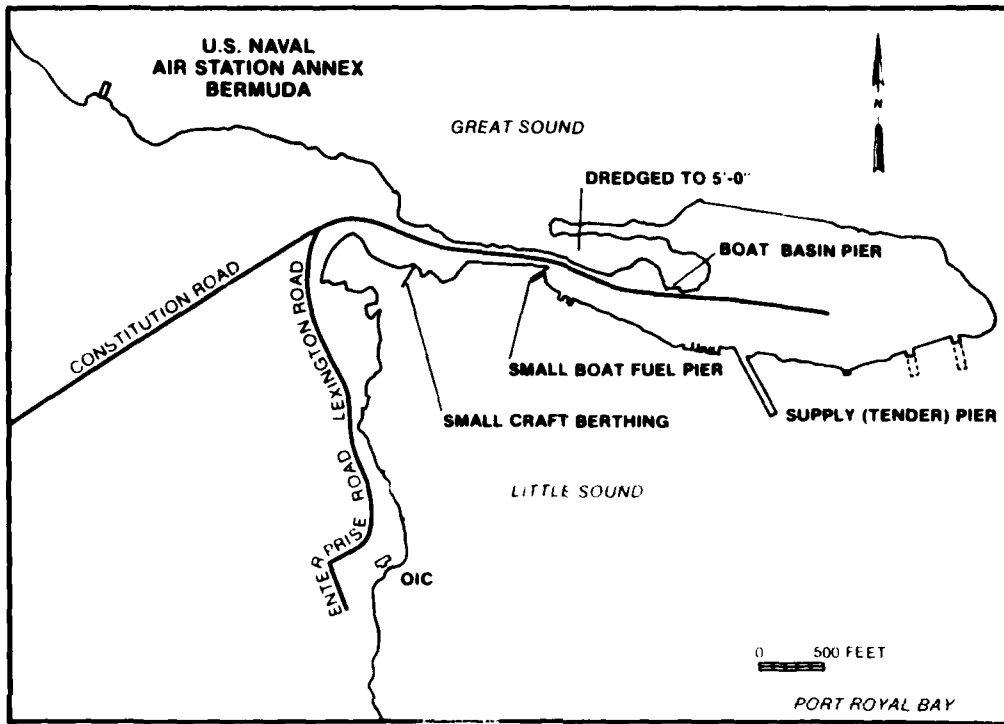 U.S. NAVAL
AIR STATION ANNEX
BERMUDA
N
GREAT SOUND
DREDGED TO 5'-0"
BOAT BASIN PIER
CONSTITUTION ROAD
LEXINGTON ROAD
SMALL BOAT FUEL PIER
SMALL CRAFT BERTHING
SUPPLY (TENDER) PIER
LITTLE SOUND
ENTERPRISE ROAD
OIC
0 500 FEET
PORT ROYAL BAY